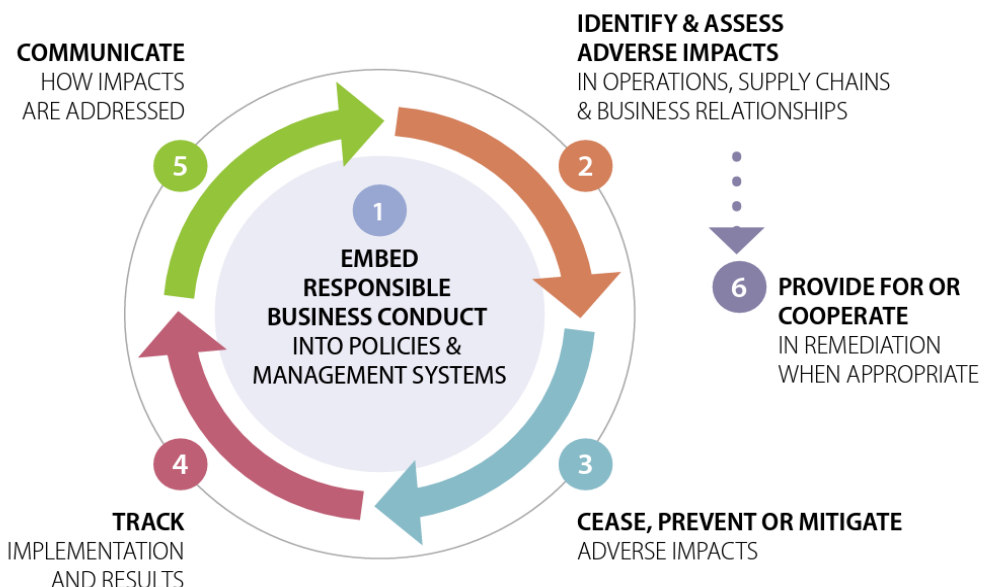 COMMUNICATE
HOW IMPACTS
ARE ADDRESSED
5
IDENTIFY & ASSESS
ADVERSE IMPACTS
IN OPERATIONS, SUPPLY CHAINS
& BUSINESS RELATIONSHIPS
2
1
EMBED
RESPONSIBLE
BUSINESS CONDUCT
INTO POLICIES &
MANAGEMENT SYSTEMS
6
PROVIDE FOR OR
COOPERATE
IN REMEDIATION
WHEN APPROPRIATE
4
TRACK
IMPLEMENTATION
AND RESULTS
3
CEASE, PREVENT OR MITIGATE
ADVERSE IMPACTS